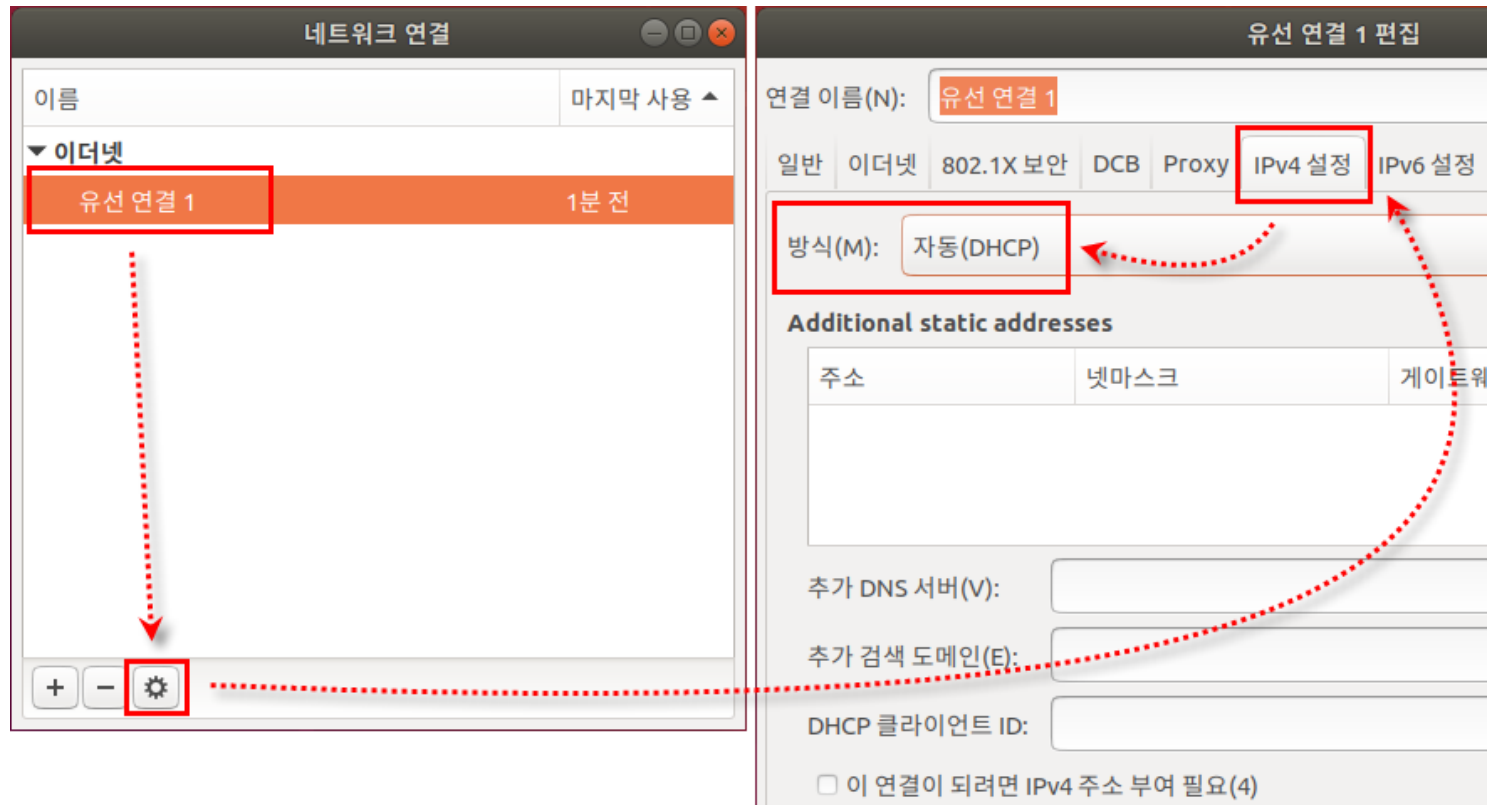 네트워크 연결
이름 마지막 사용
이더넷
유선 연결 1 1분 전
유선 연결 1 편집
연결 이름(N): 유선 연결 1
일반 이더넷 802.1X 보안 DCB Proxy IPv4 설정 IPv6 설정
방식(M): 자동(DHCP)
Additional static addresses
주소 넷마스크 게이트웨
추가 DNS 서버(V):
추가 검색 도메인(E):
DHCP 클라이언트 ID:
이 연결이 되려면 IPv4 주소 부여 필요(4)